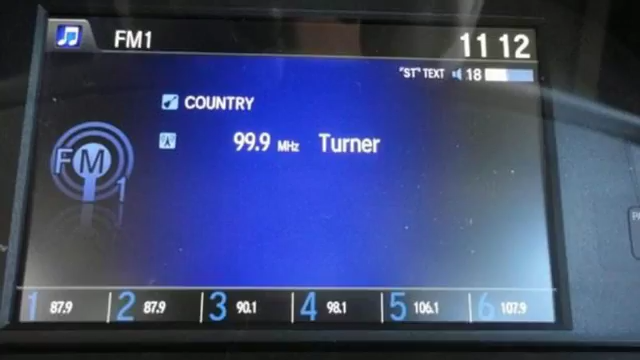 FM1 11 12
"ST" TEXT 18
COUNTRY
99.9 MHz Turner
FM 1
1 87.9 2 87.9 3 90.1 4 98.1 5 106.1 6 107.9